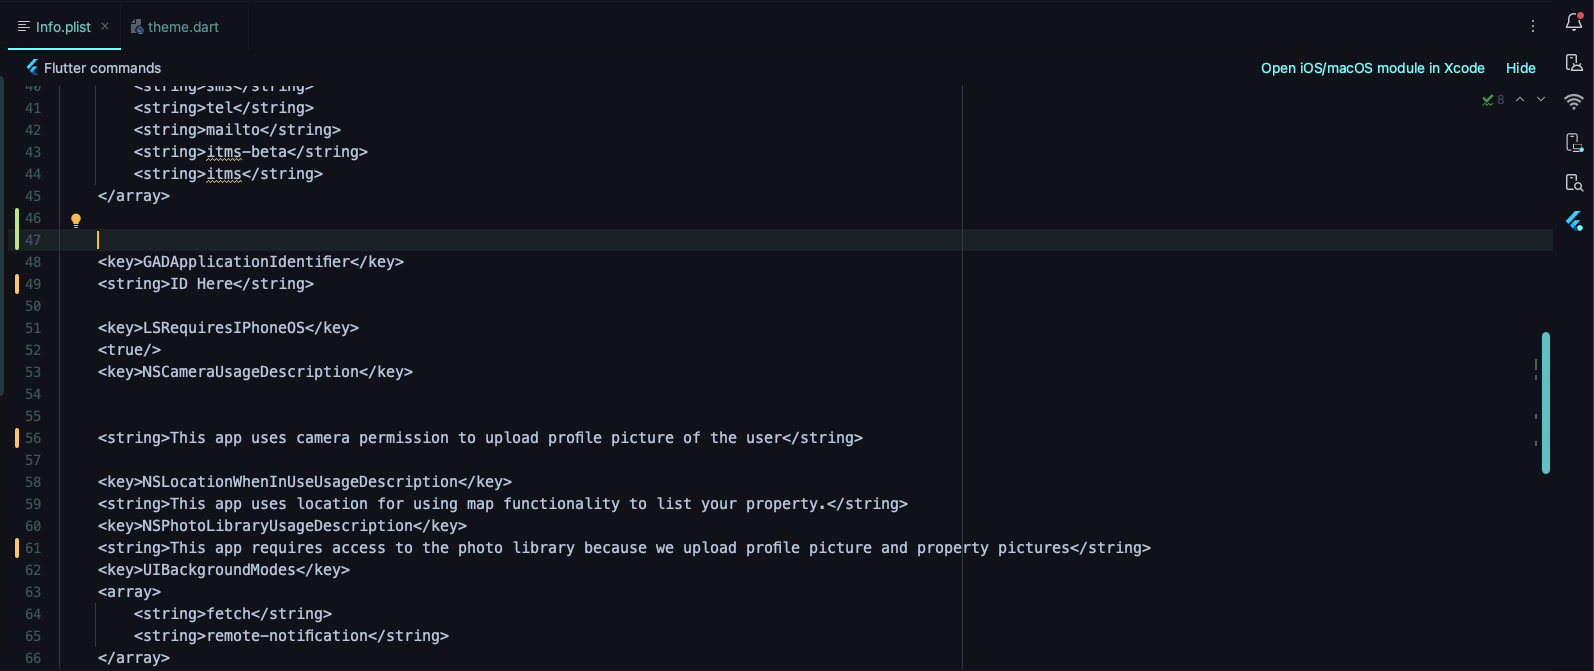 Info.plist
theme.dart
Flutter commands
Open iOS/macOS module in Xcode
Hide
40 <string>sms</string>
41 <string>tel</string>
8
42 <string>mailto</string>
43 <string>itms-beta</string>
44 <string>itms</string>
45 </array>
46
47
48 <key>GADApplicationIdentifier</key>
49 <string>ID Here</string>
50
51 <key>LSRequiresIPhoneOS</key>
52 <true/>
53 <key>NSCameraUsageDescription</key>
54
55
56 <string>This app uses camera permission to upload profile picture of the user</string>
57
58 <key>NSLocationWhenInUseUsageDescription</key>
59 <string>This app uses location for using map functionality to list your property.</string>
60 <key>NSPhotoLibraryUsageDescription</key>
61 <string>This app requires access to the photo library because we upload profile picture and property pictures</string>
62 <key>UIBackgroundModes</key>
63 <array>
64 <string>fetch</string>
65 <string>remote-notification</string>
66 </array>